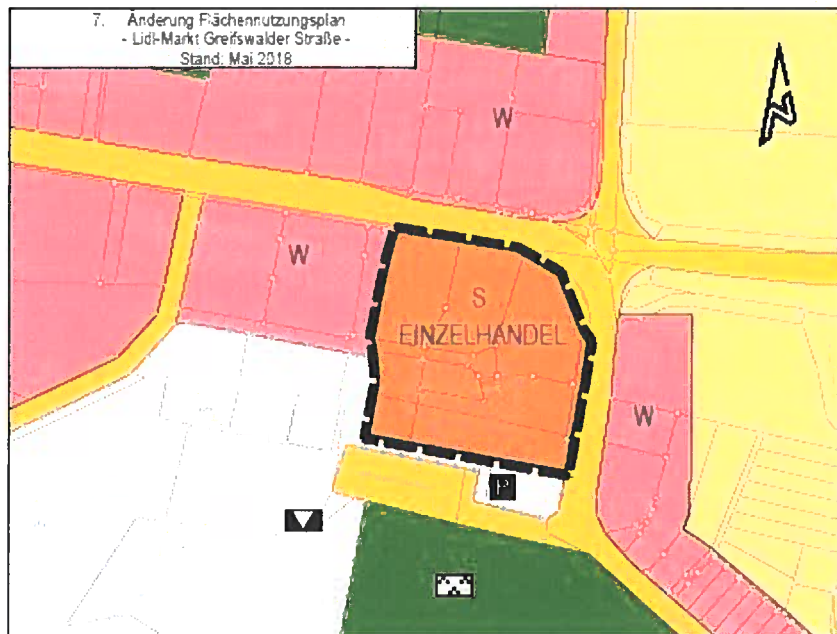 7. Änderung Flächennutzungsplan
- Lidl-Markt Greifswalder Straße -
Stand: Mai 2018
W
W
S
EINZELHANDEL
W
P